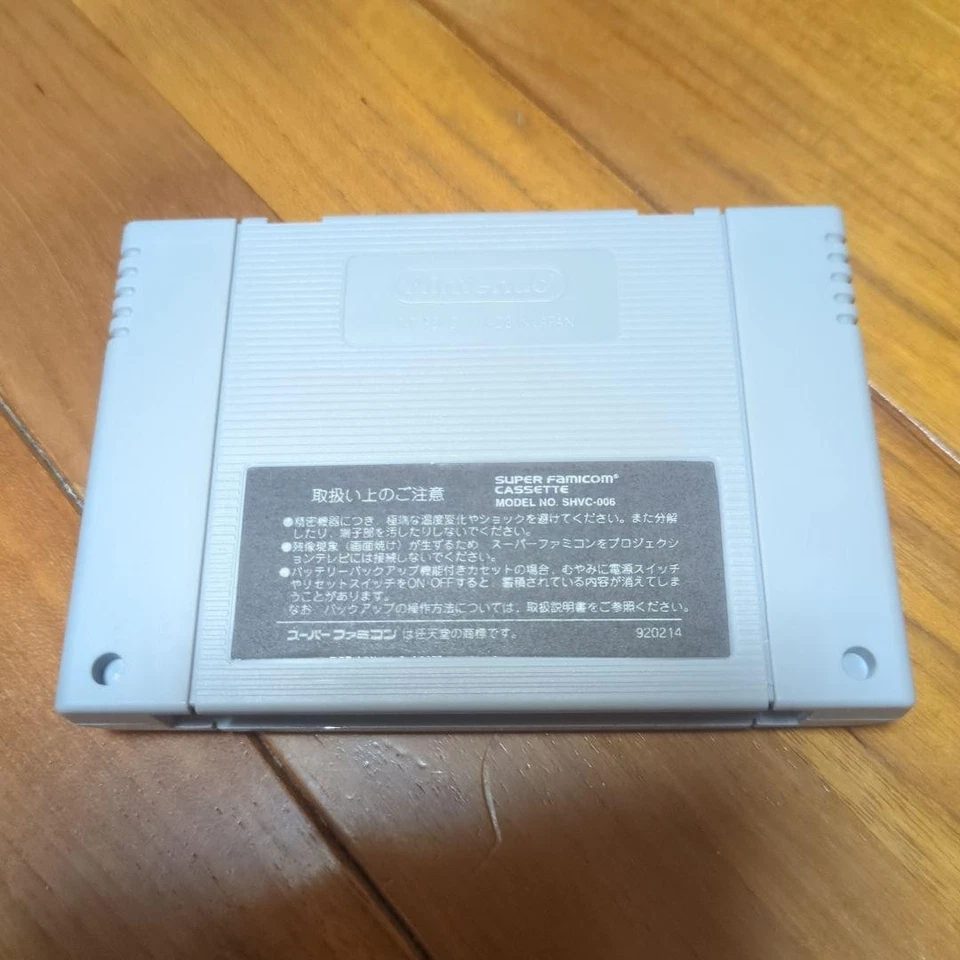 Nintendo
JAPAN
取扱い上のご注意
SUPER FAMICOM®
CASSETTE
MODEL NO. SHVC-006
●精密機器につき、極端な温度変化やショックを避けてください。また分解
したり、端子部を汚したりしないでください。
●残像現象（画面焼け）が生ずるため、スーパーファミコンをプロジェクシ
ョンテレビには接続しないでください。
●バッテリーバックアップ機能付きカセットの場合、むやみに電源スイッチ
やリセットスイッチをON・OFFすると、蓄積されている内容が消えてしま
うことがあります。
なお、バックアップの操作方法については、取扱説明書をご参照ください。
スーパーファミコンは任天堂の商標です。
920214